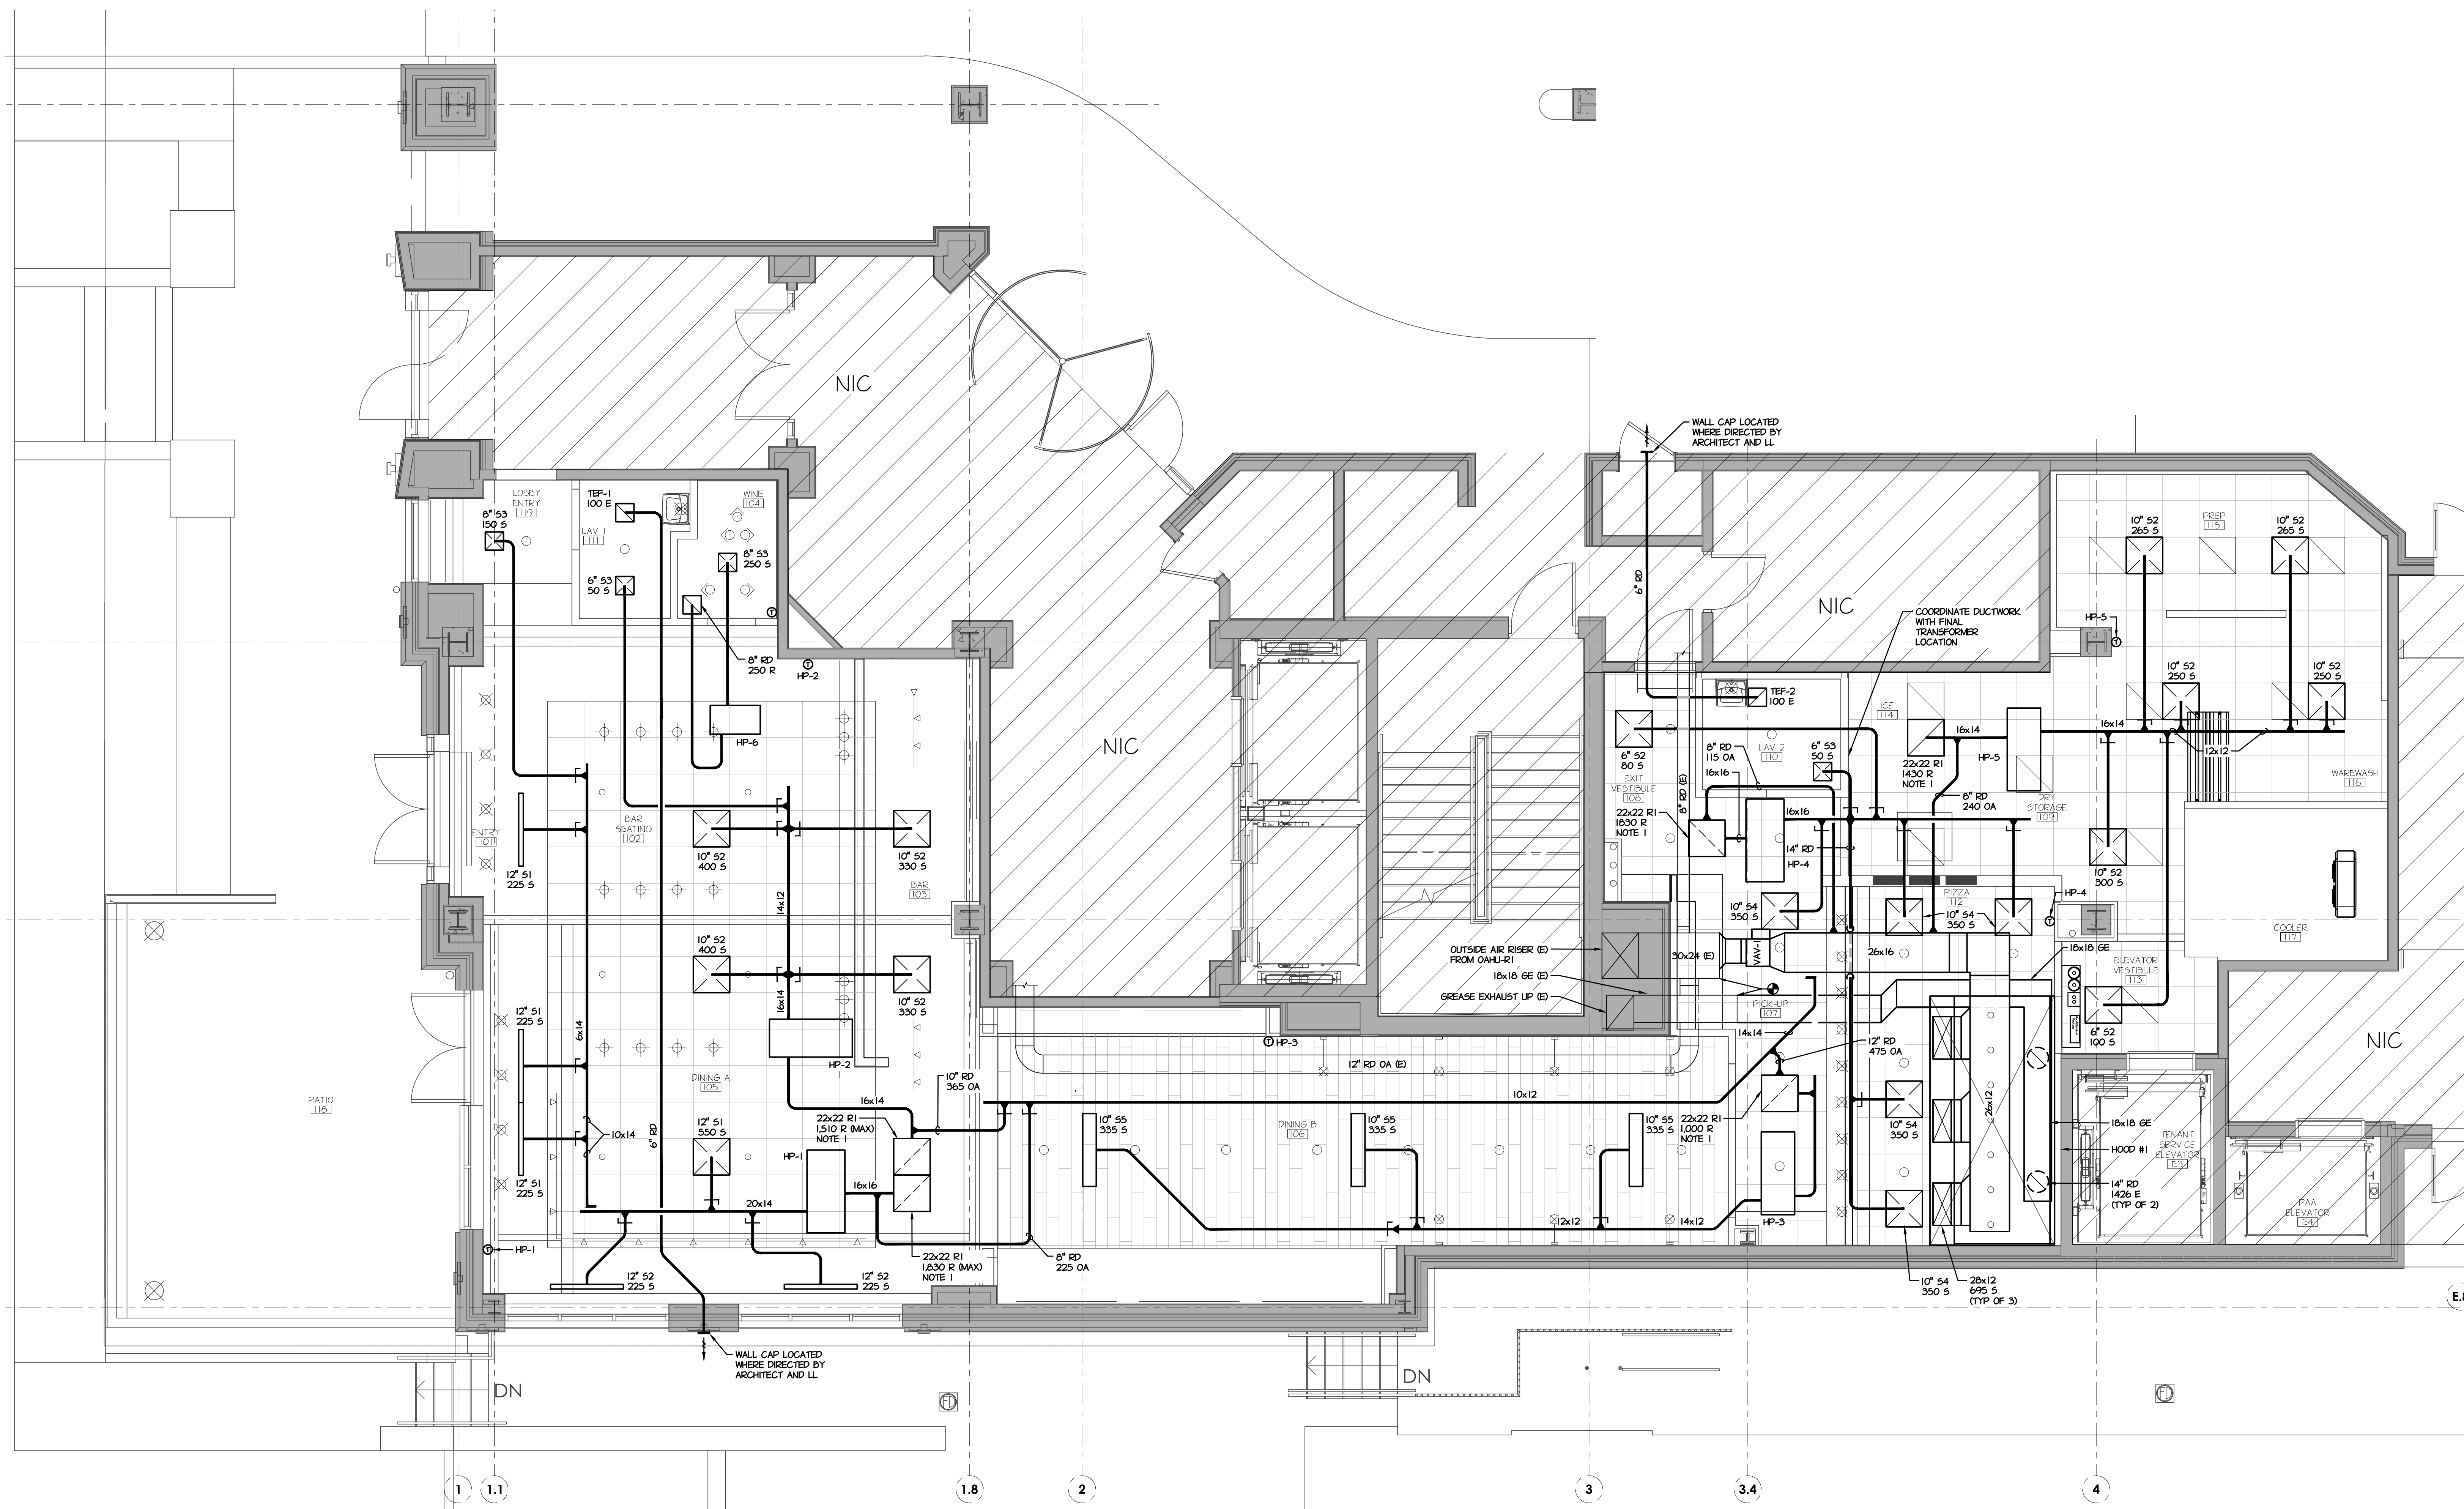 NIC
WALL CAP LOCATED
WHERE DIRECTED BY
ARCHITECT AND LL
LOBBY
ENTRY
119
TEF-1
100 E
LAV 1
111
WINE
104
8" S3
150 S
8" S3
250 S
6" S3
50 S
8" RD
250 R
HP-2
HP-6
6" RD
NIC
COORDINATE DUCTWORK
WITH FINAL
TRANSFORMER
LOCATION
PREP
115
10" S2
265 S
10" S2
265 S
HP-5
10" S2
250 S
10" S2
250 S
TEF-2
100 E
ICE
114
16x14
16x14
12x12
HP-5
22x22 R1
1430 R
NOTE 1
8" RD
240 OA
DRY
STORAGE
109
WAREWASH
116
6" S2
80 S
EXIT
VESTIBULE
108
8" RD (E)
8" RD
115 OA
16x16
LAV 2
110
6" S3
50 S
22x22 R1
1830 R
NOTE 1
16x16
14" RD
HP-4
NIC
ENTRY
101
BAR
SEATING
102
10" S2
400 S
10" S2
330 S
BAR
103
12" S1
225 S
14x12
10" S2
300 S
PIZZA
112
HP-4
10" S4
350 S
10" S4
350 S
18x18 GE
COOLER
117
10" S2
400 S
10" S2
330 S
16x14
OUTSIDE AIR RISER (E)
FROM OAHU-R1
30x24 (E)
VAV-1
26x16
18x18 GE (E)
GREASE EXHAUST UP (E)
PICK-UP
107
ELEVATOR
VESTIBULE
113
6" S2
100 S
12" S1
225 S
6x14
HP-2
HP-3
12" RD OA (E)
14x14
12" RD
475 OA
NIC
PATIO
118
DINING A
105
10" RD
365 OA
16x14
10x12
22x22 R1
1,510 R (MAX)
NOTE 1
10" S5
335 S
DINING B
106
10" S5
335 S
10" S5
335 S
22x22 R1
1,000 R
NOTE 1
10" S4
350 S
26x12
18x18 GE
HOOD #1
10x14
6" RD
12" S1
550 S
HP-1
TENANT
SERVICE
ELEVATOR
E3
12" S1
225 S
16x16
20x14
14" RD
1426 E
(TYP OF 2)
PAA
ELEVATOR
E4
12x12
14x12
HP-3
HP-1
12" S2
225 S
12" S2
225 S
22x22 R1
1,830 R (MAX)
NOTE 1
8" RD
225 OA
10" S4
350 S
28x12
695 S
(TYP OF 3)
WALL CAP LOCATED
WHERE DIRECTED BY
ARCHITECT AND LL
DN
DN
FD
FD
1
1.1
1.8
2
3
3.4
4